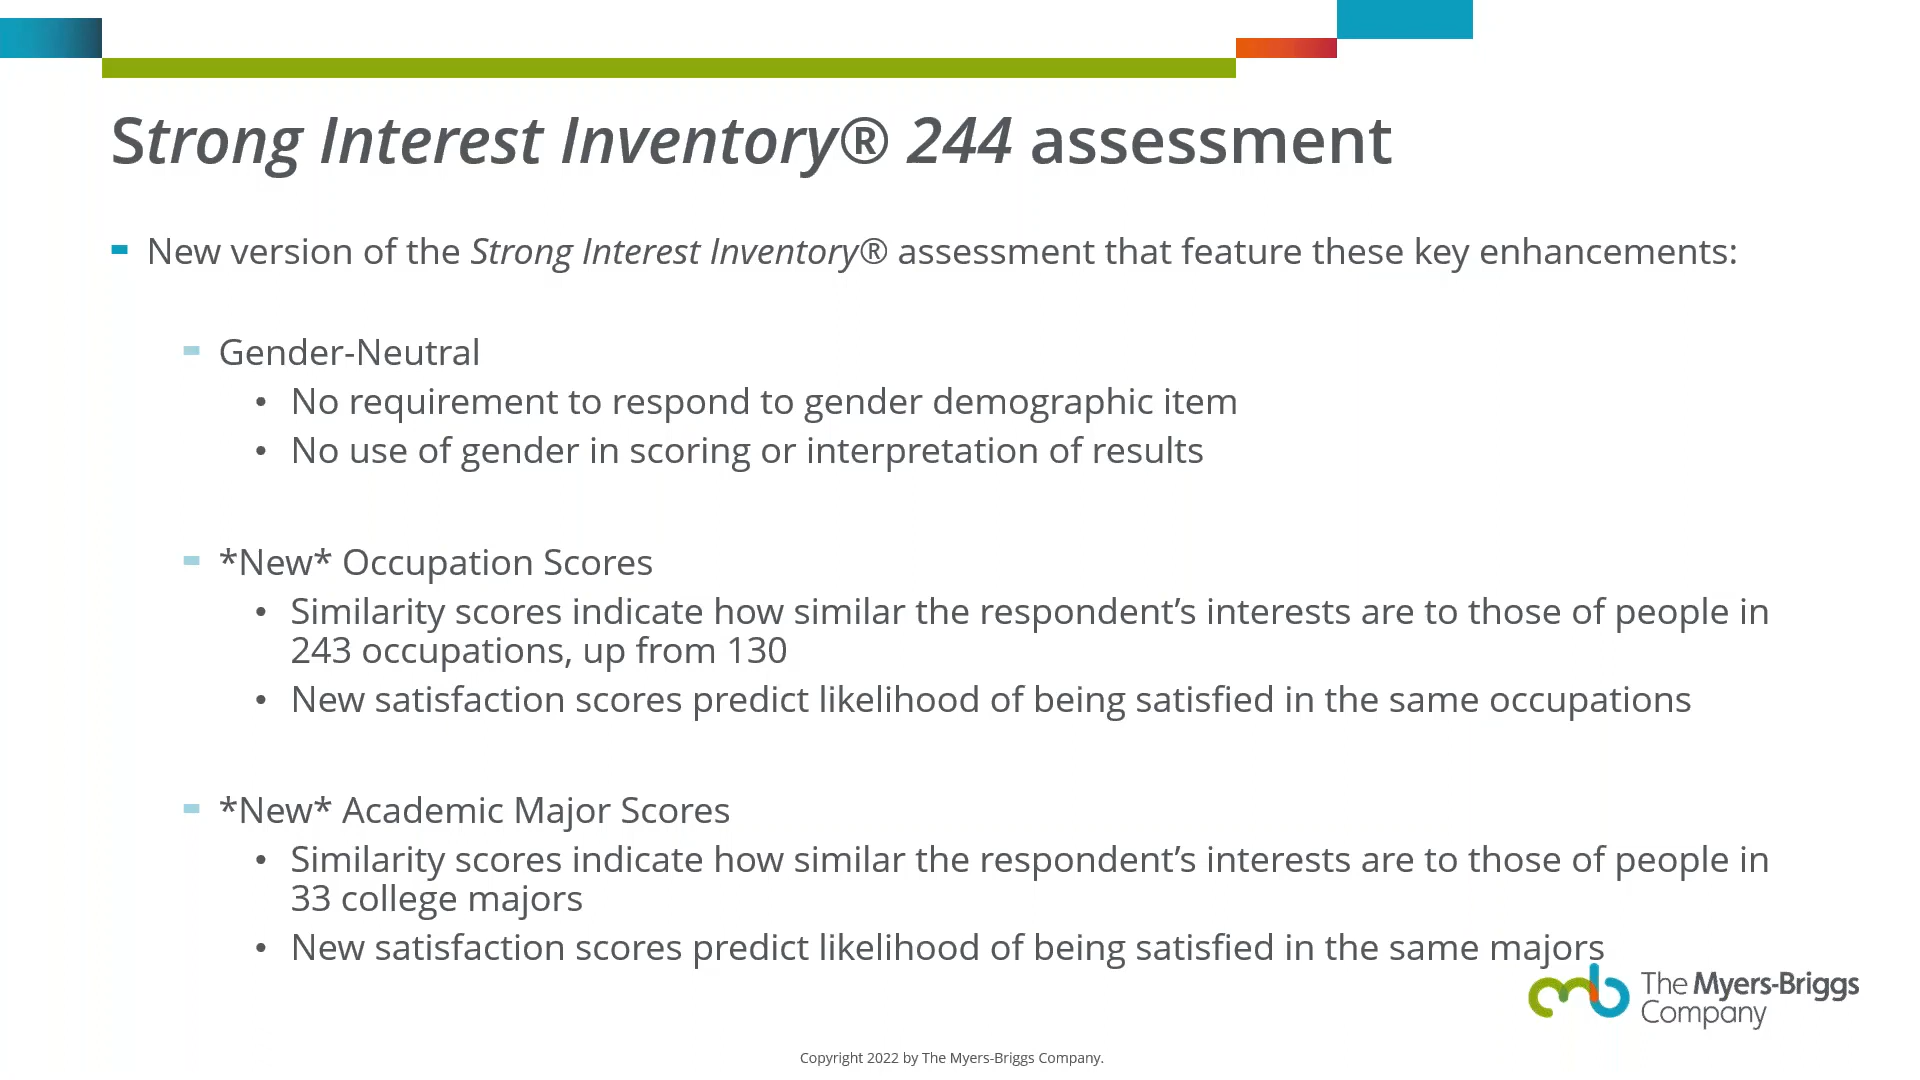 Strong Interest Inventory® 244 assessment
New version of the Strong Interest Inventory® assessment that feature these key enhancements:
Gender-Neutral
• No requirement to respond to gender demographic item
• No use of gender in scoring or interpretation of results
*New* Occupation Scores
• Similarity scores indicate how similar the respondent’s interests are to those of people in
243 occupations, up from 130
• New satisfaction scores predict likelihood of being satisfied in the same occupations
*New* Academic Major Scores
• Similarity scores indicate how similar the respondent’s interests are to those of people in
33 college majors
• New satisfaction scores predict likelihood of being satisfied in the same majors
mb
The Myers-Briggs
Company
Copyright 2022 by The Myers-Briggs Company.